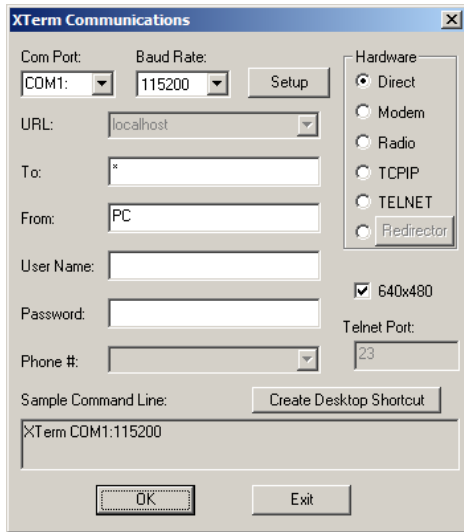 XTerm Communications
Com Port: Baud Rate: Hardware
COM1: 115200 Setup Direct
Modem
URL: localhost
Radio
To: * TCPIP
TELNET
From: PC
Redirector
User Name:
640x480
Password:
Telnet Port:
Phone #: 23
Sample Command Line: Create Desktop Shortcut
XTerm COM1:115200
OK Exit